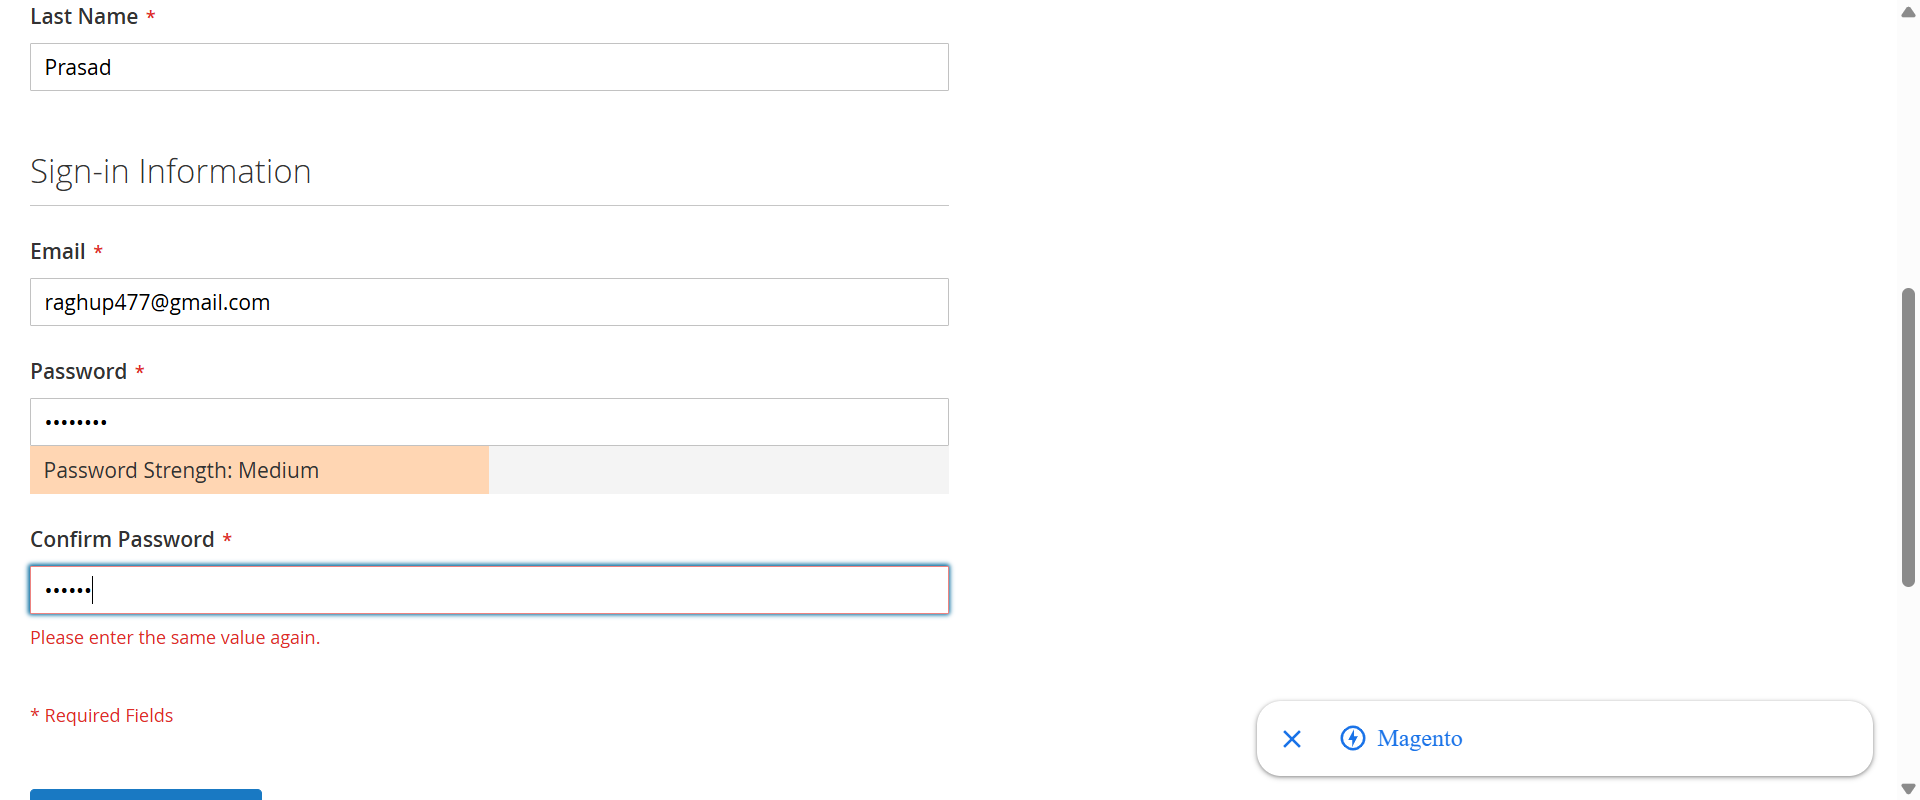 Last Name *
Prasad
Sign-in Information
Email *
raghup477@gmail.com
Password *
••••••••
Password Strength: Medium
Confirm Password *
••••••
Please enter the same value again.
* Required Fields
Magento